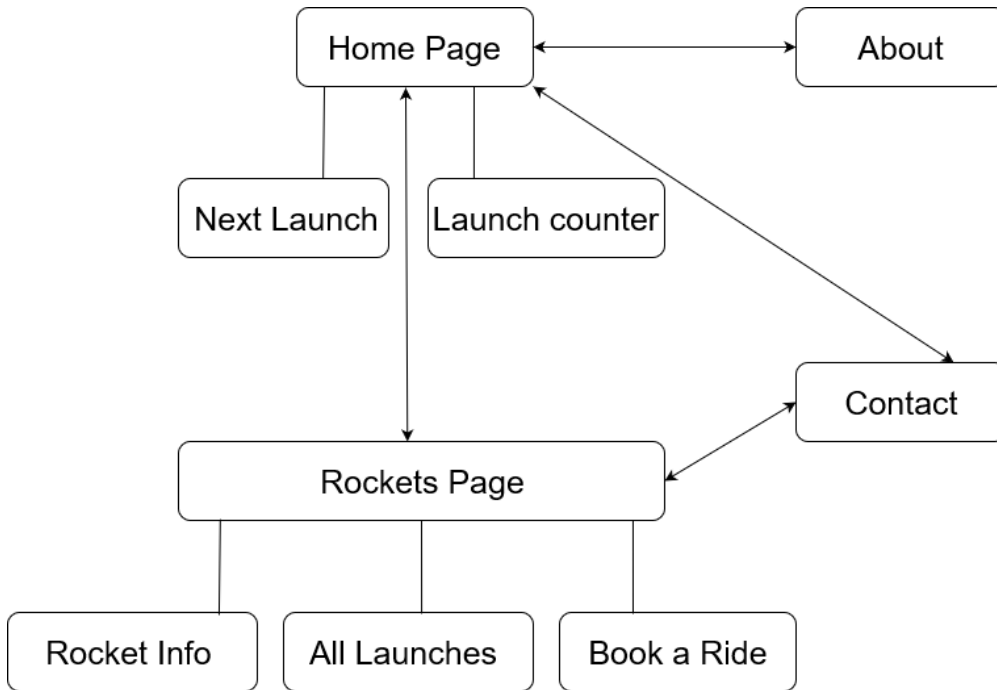 Home Page
About
Next Launch
Launch counter
Contact
Rockets Page
Rocket Info
All Launches
Book a Ride